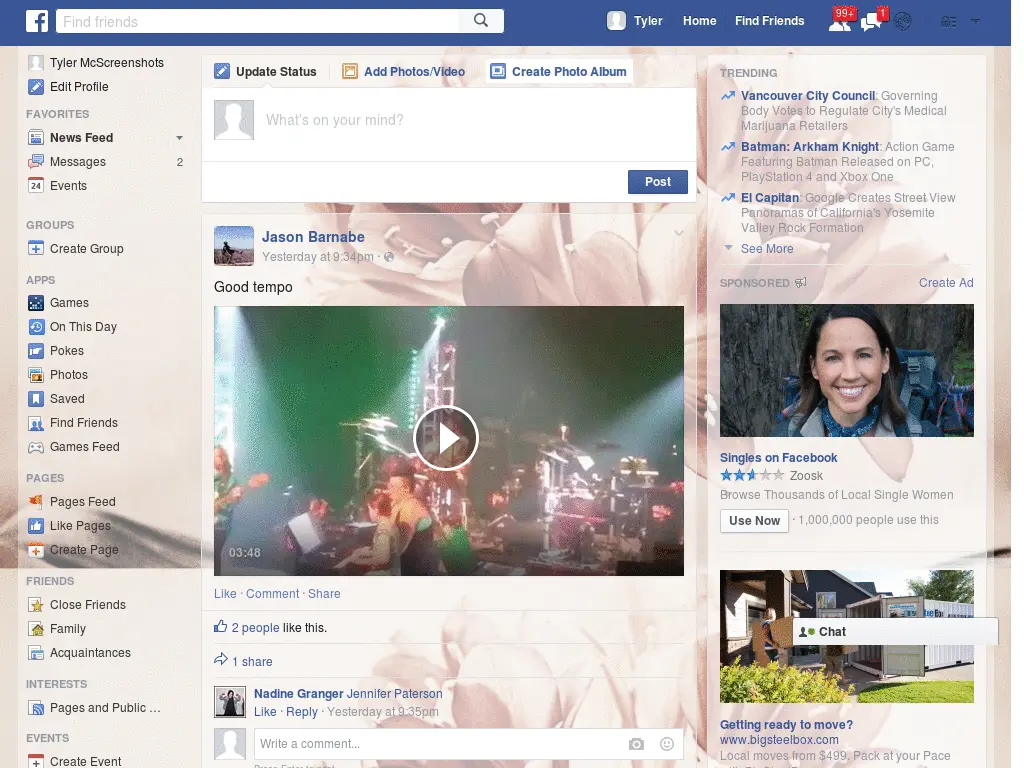 Find friends
Tyler
Home
Find Friends
99+
1
Tyler McScreenshots
Edit Profile
FAVORITES
News Feed
Messages 2
24 Events
GROUPS
Create Group
APPS
Games
On This Day
Pokes
Photos
Saved
Find Friends
Games Feed
PAGES
Pages Feed
Like Pages
Create Page
FRIENDS
Close Friends
Family
Acquaintances
INTERESTS
Pages and Public ...
EVENTS
Create Event
Update Status
Add Photos/Video
Create Photo Album
What's on your mind?
Post
Jason Barnabe
Yesterday at 9:34pm ·
Good tempo
03:48
Like · Comment · Share
2 people like this.
1 share
Nadine Granger Jennifer Paterson
Like · Reply · Yesterday at 9:35pm
Write a comment...
Press Enter to post.
TRENDING
Vancouver City Council: Governing
Body Votes to Regulate City's Medical
Marijuana Retailers
Batman: Arkham Knight: Action Game
Featuring Batman Released on PC,
PlayStation 4 and Xbox One
El Capitan: Google Creates Street View
Panoramas of California's Yosemite
Valley Rock Formation
See More
SPONSORED
Create Ad
Singles on Facebook
Zoosk
Browse Thousands of Local Single Women
Use Now · 1,000,000 people use this
Chat
Getting ready to move?
www.bigsteelbox.com
Local moves from $499. Pack at your Pace